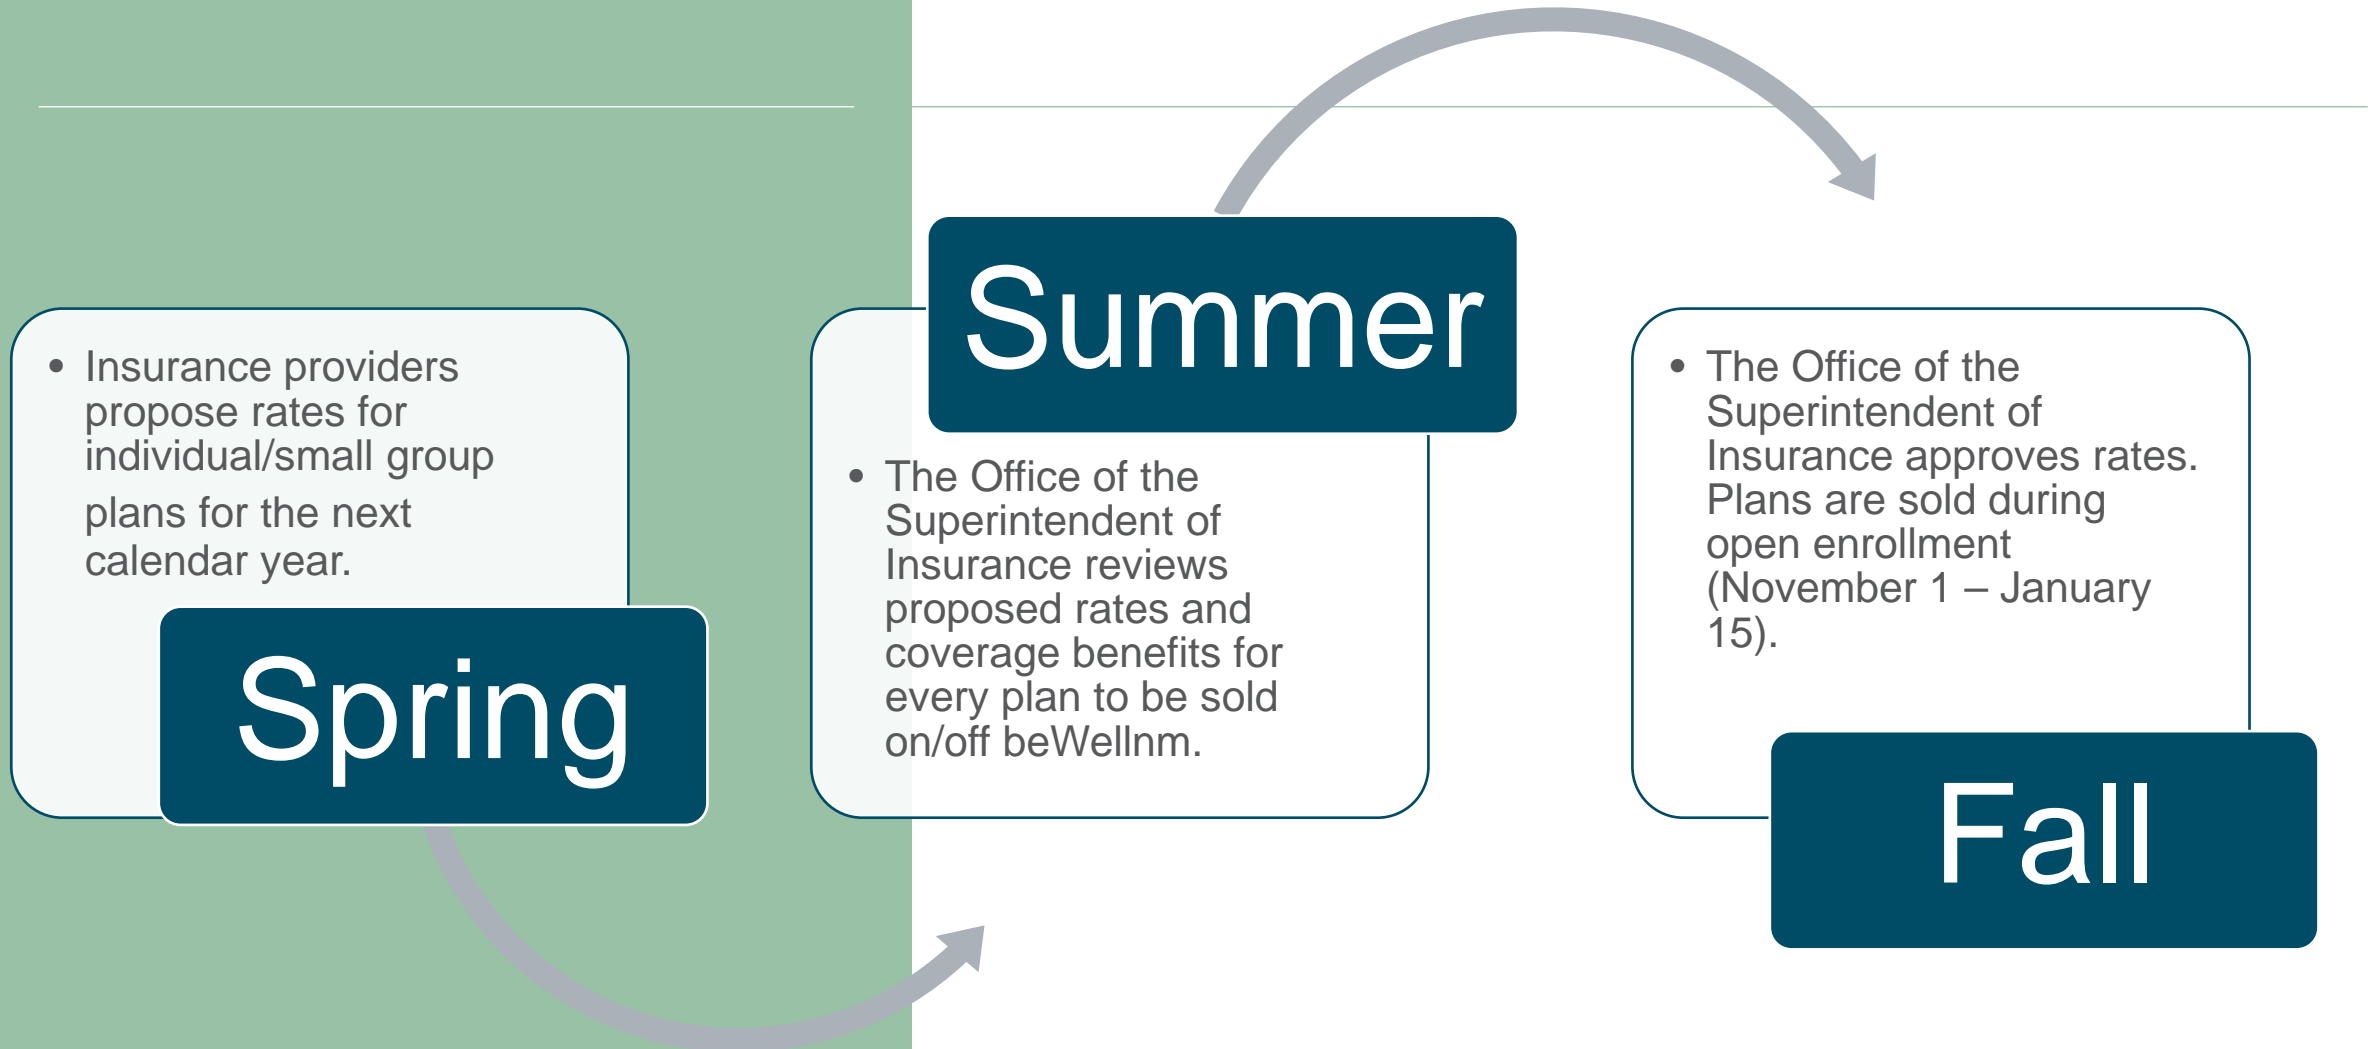 • Insurance providers
propose rates for
individual/small group
plans for the next
calendar year.
Spring
Summer
• The Office of the
Superintendent of
Insurance reviews
proposed rates and
coverage benefits for
every plan to be sold
on/off beWellnm.
• The Office of the
Superintendent of
Insurance approves rates.
Plans are sold during
open enrollment
(November 1 – January
15).
Fall